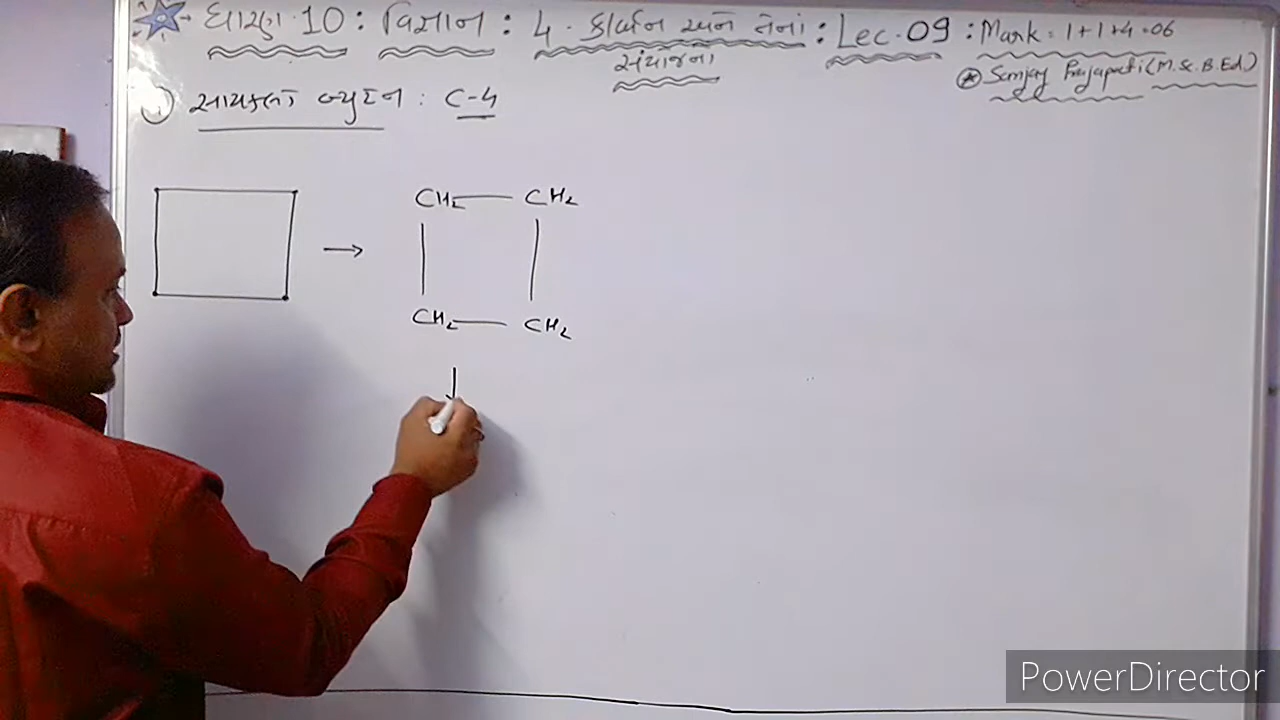 ધોરણ 10 : વિજ્ઞાન : 4. કાર્બન અને તેનાં : Lec. 09 : Mark = 1+1+4=06
સંયોજનો
Sanjay Prajapati (M.Sc. B.Ed.)
સાયક્લો બ્યુટેન : C-4
CH₂ CH₂
CH₂ CH₂
PowerDirector